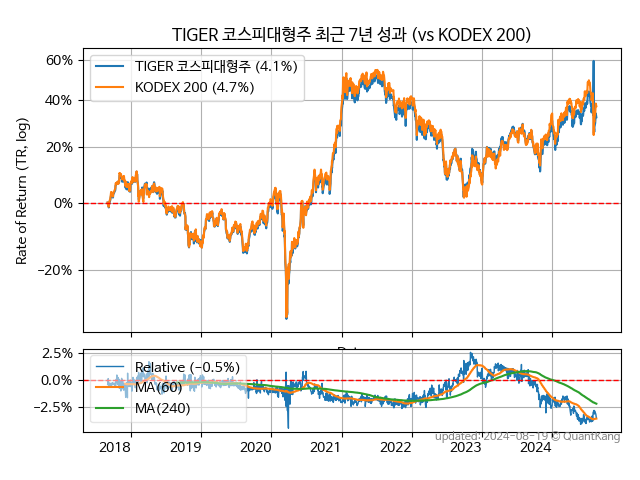 TIGER 코스피대형주 최근 7년 성과 (vs KODEX 200)
Rate of Return (TR, log)
60%
40%
20%
0%
−20%
TIGER 코스피대형주 (4.1%)
KODEX 200 (4.7%)
2.5%
0.0%
−2.5%
Relative (−0.5%)
MA(60)
MA(240)
2018
2019
2020
2021
2022
2023
2024
updated: 2024-08-19 © QuantKang